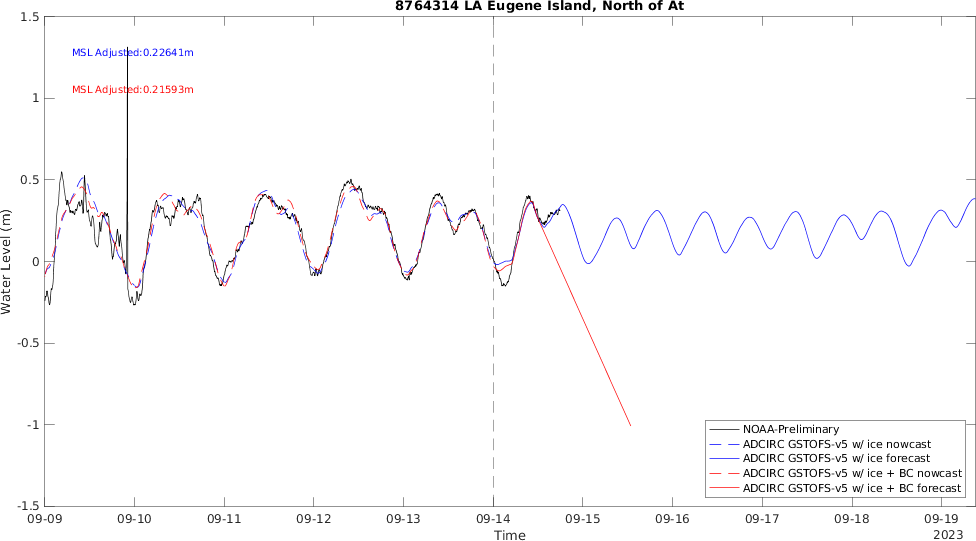 8764314 LA Eugene Island, North of At
1.5
MSL Adjusted:0.22641m
MSL Adjusted:0.21593m
1
0.5
0
-0.5
-1
-1.5
Water Level (m)
NOAA-Preliminary
ADCIRC GSTOFS-v5 w/ ice nowcast
ADCIRC GSTOFS-v5 w/ ice forecast
ADCIRC GSTOFS-v5 w/ ice + BC nowcast
ADCIRC GSTOFS-v5 w/ ice + BC forecast
09-09 09-10 09-11 09-12 09-13 09-14 09-15 09-16 09-17 09-18 09-19
Time
2023